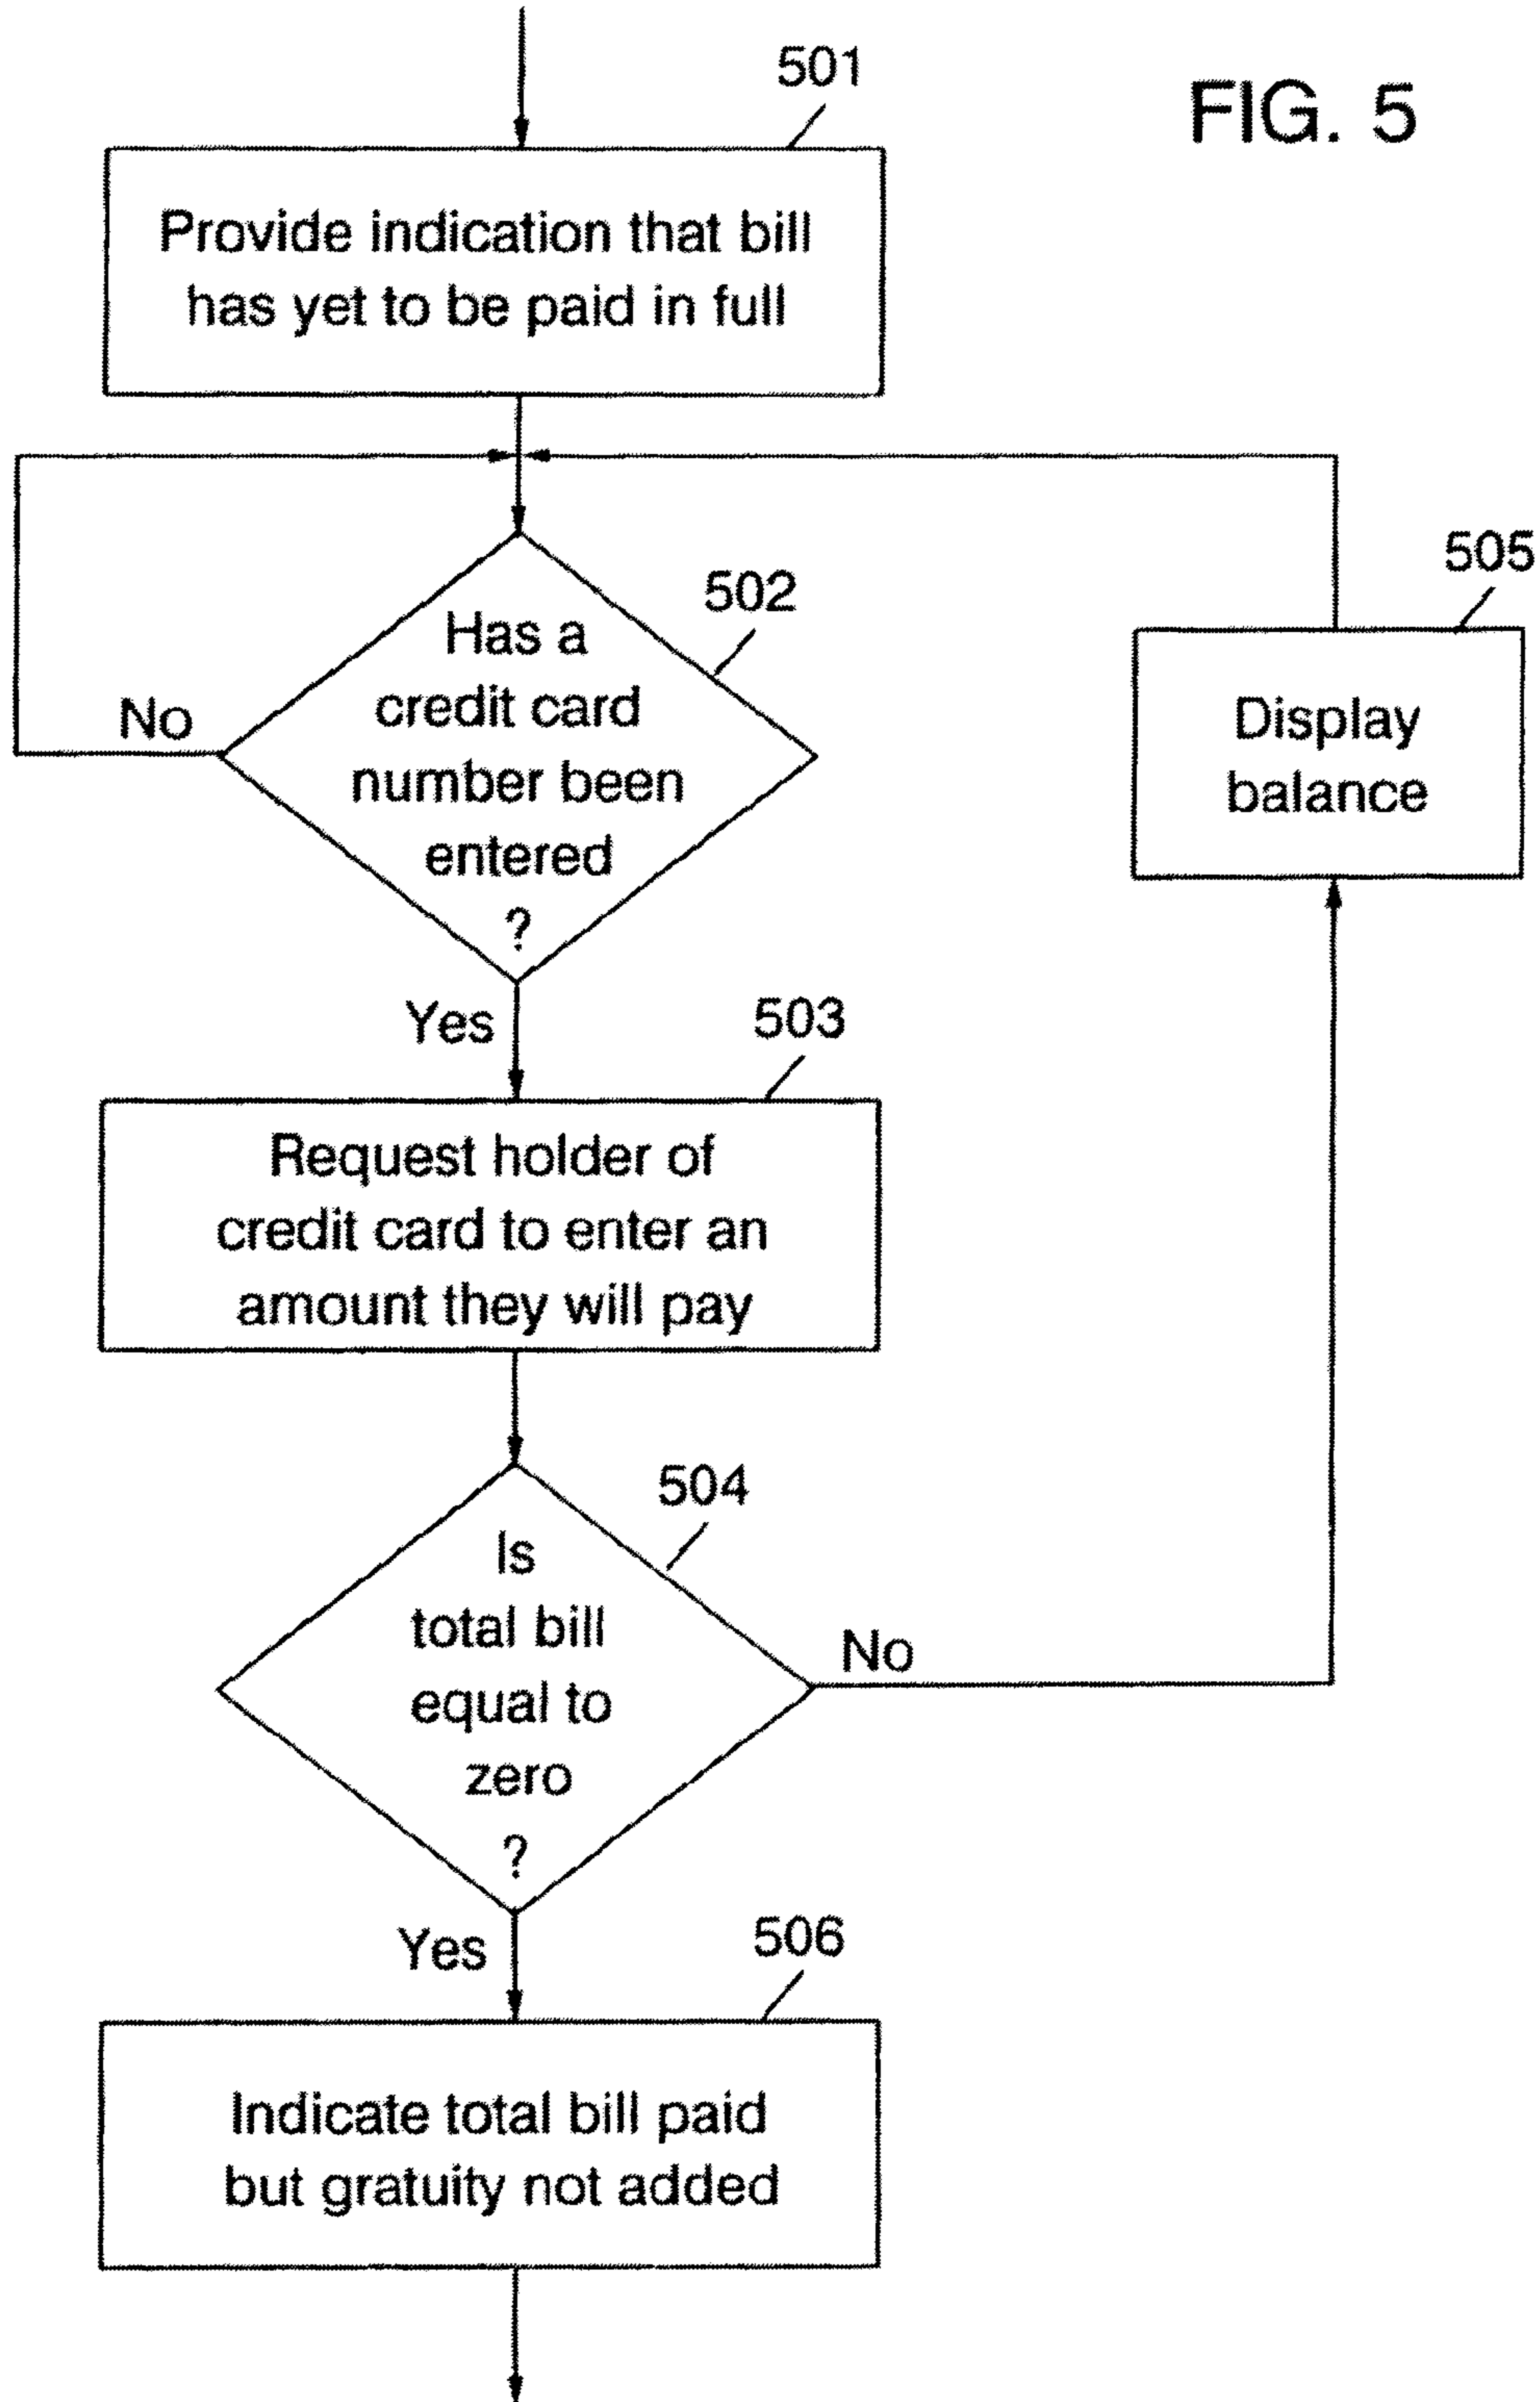 501
FIG. 5
Provide indication that bill
has yet to be paid in full
502
Has a
credit card
number been
entered
?
No
Yes
505
Display
balance
503
Request holder of
credit card to enter an
amount they will pay
504
Is
total bill
equal to
zero
?
No
Yes
506
Indicate total bill paid
but gratuity not added